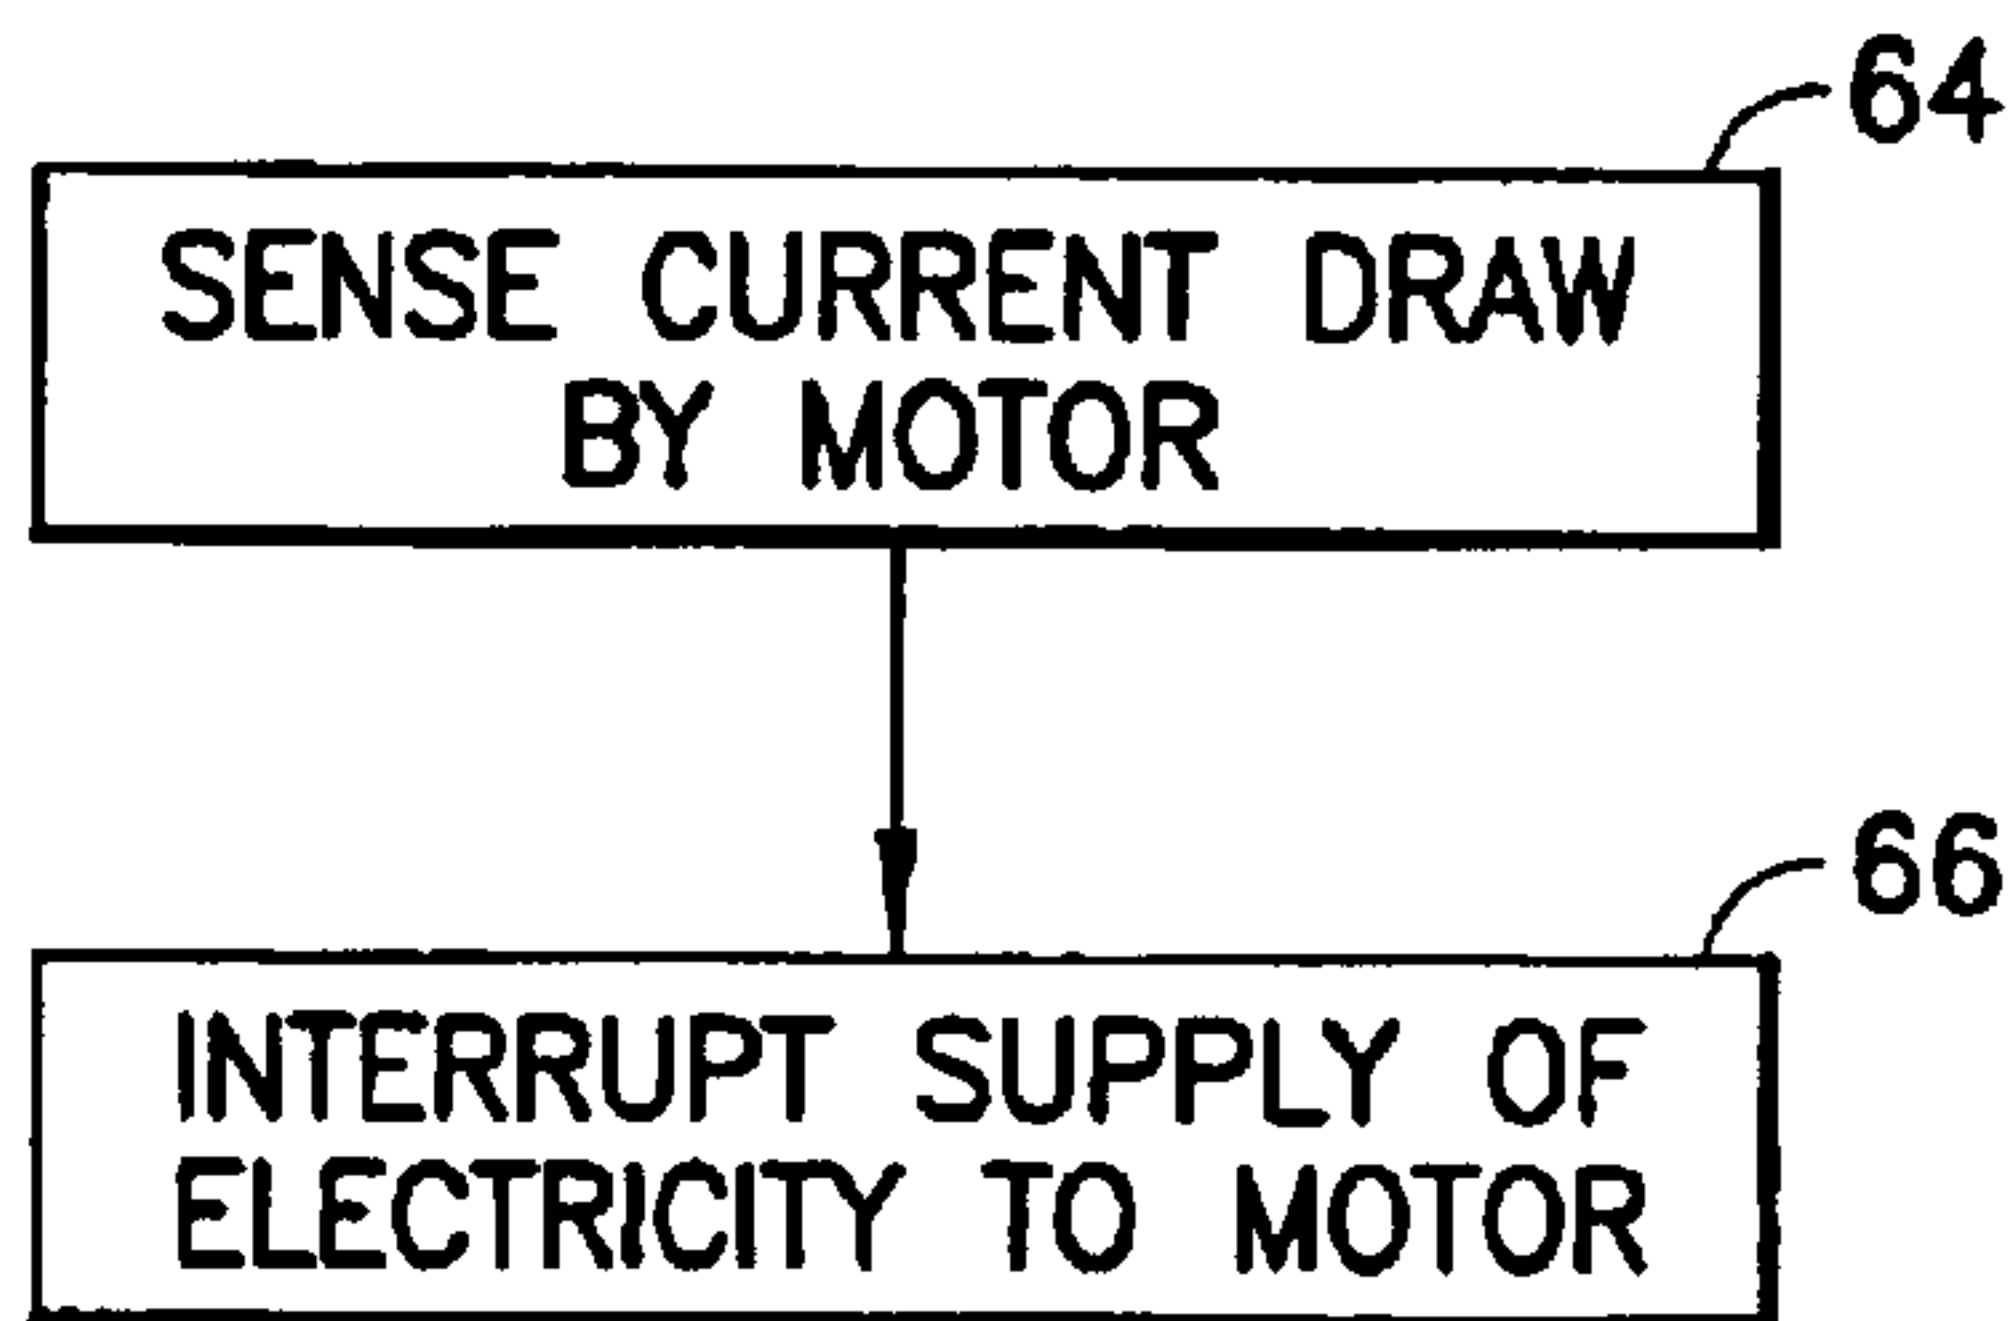 64
SENSE CURRENT DRAW
BY MOTOR
66
INTERRUPT SUPPLY OF
ELECTRICITY TO MOTOR